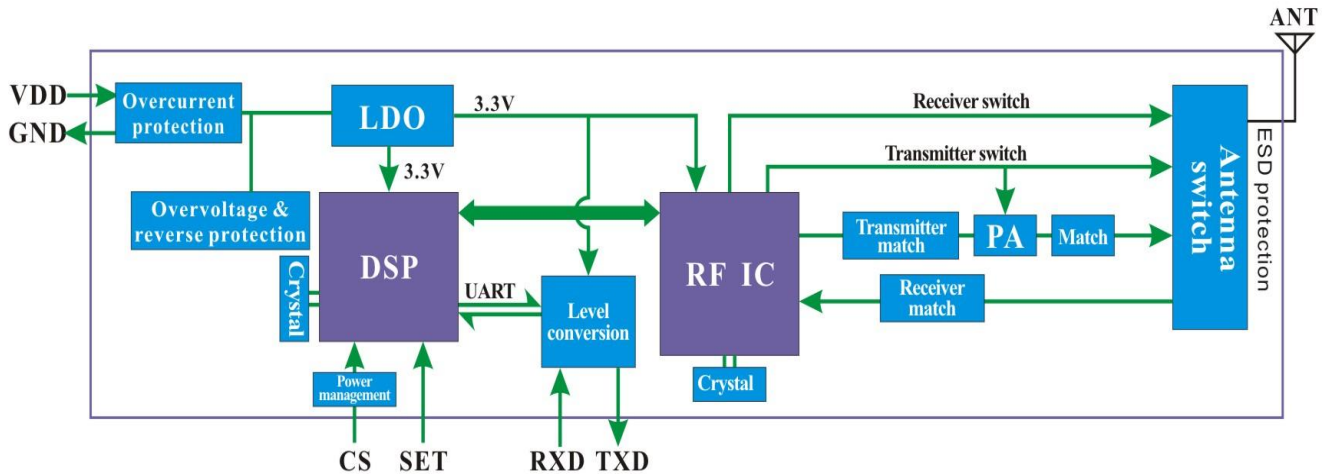 ANT
VDD
GND
Overcurrent
protection
LDO
3.3V
3.3V
Receiver switch
Transmitter switch
Antenna
switch
ESD protection
Overvoltage &
reverse protection
DSP
RF IC
Transmitter
match
PA
Match
Crystal
UART
Level
conversion
Receiver
match
Power
management
Crystal
CS
SET
RXD
TXD